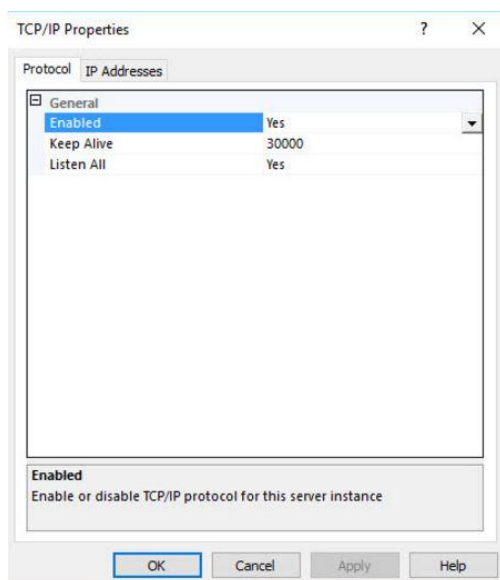 TCP/IP Properties ? ×
Protocol IP Addresses
General
Enabled Yes
Keep Alive 30000
Listen All Yes
Enabled
Enable or disable TCP/IP protocol for this server instance
OK Cancel Apply Help